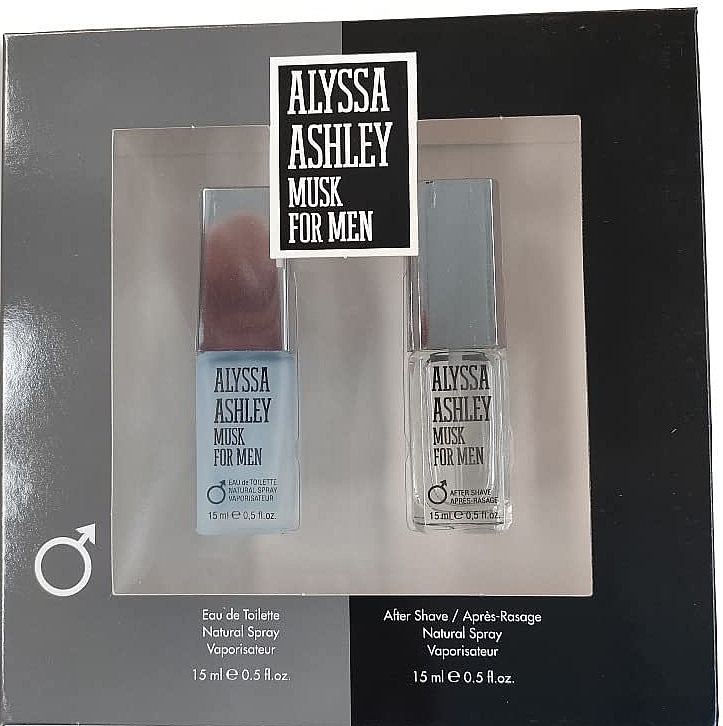 ALYSSA
ASHLEY
MUSK
FOR MEN
ALYSSA
ASHLEY
MUSK
FOR MEN
EAU de TOILETTE
NATURAL SPRAY
VAPORISATEUR
15 ml ℮ 0,5 fl.oz.
ALYSSA
ASHLEY
MUSK
FOR MEN
AFTER SHAVE
APRÈS-RASAGE
15 ml ℮ 0,5 fl.oz.
Eau de Toilette
Natural Spray
Vaporisateur
15 ml ℮ 0.5 fl.oz.
After Shave / Après-Rasage
Natural Spray
Vaporisateur
15 ml ℮ 0.5 fl.oz.